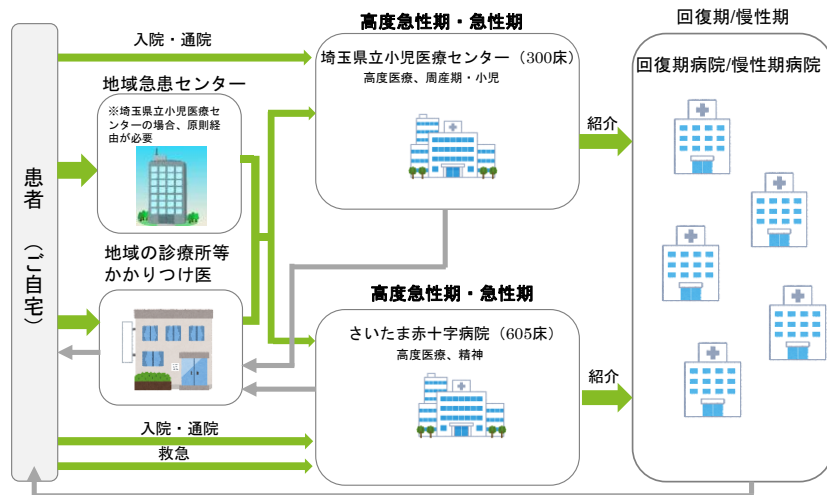 高度急性期・急性期
回復期/慢性期
入院・通院
埼玉県立小児医療センター（300床）
高度医療、周産期・小児
回復期病院/慢性期病院
地域急患センター
※埼玉県立小児医療セ
ンターの場合、原則経
由が必要
紹介
患者（ご自宅）
地域の診療所等
かかりつけ医
高度急性期・急性期
さいたま赤十字病院（605床）
高度医療、精神
紹介
入院・通院
救急